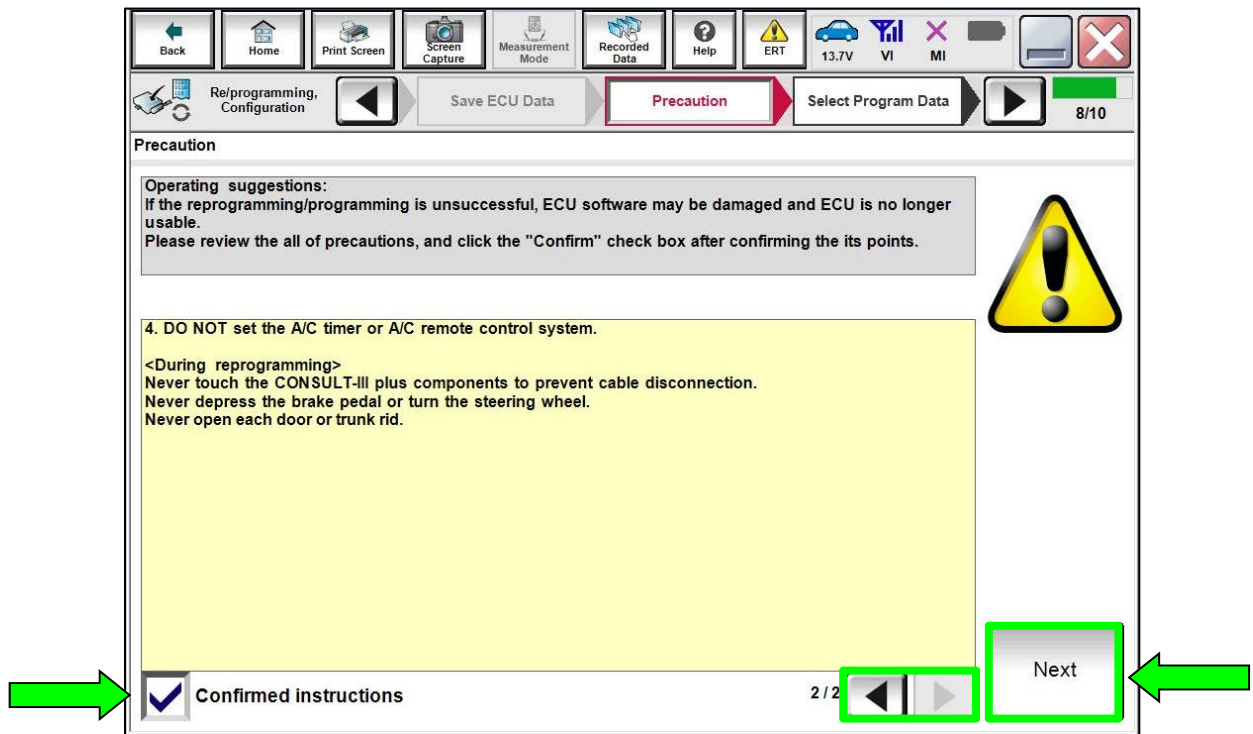 Back
Home
Print Screen
Screen
Capture
Measurement
Mode
Recorded
Data
Help
ERT
13.7V
VI
MI
Re/programming,
Configuration
Save ECU Data
Precaution
Select Program Data
8/10
Precaution
Operating suggestions:
If the reprogramming/programming is unsuccessful, ECU software may be damaged and ECU is no longer
usable.
Please review the all of precautions, and click the "Confirm" check box after confirming the its points.
4. DO NOT set the A/C timer or A/C remote control system.
<During reprogramming>
Never touch the CONSULT-III plus components to prevent cable disconnection.
Never depress the brake pedal or turn the steering wheel.
Never open each door or trunk rid.
Confirmed instructions
2 / 2
Next